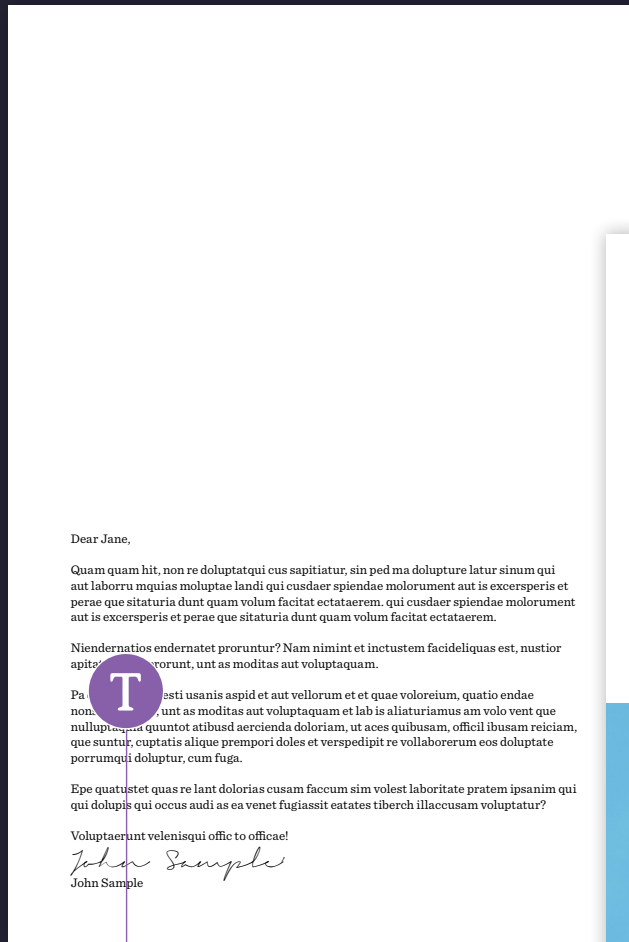 Dear Jane,
Quam quam hit, non re doluptatqui cus sapitiatur, sin ped ma dolupture latur sinum qui
aut laborru mquias moluptae landi qui cusdaer spiendae molorument aut is excersperis et
perae que sitaturia dunt quam volum facitat ectataerem. qui cusdaer spiendae molorument
aut is excersperis et perae que sitaturia dunt quam volum facitat ectataerem.
Niendernatios endernatet proruntur? Nam nimint et inctustem facideliquas est, nustior
unt as moditas aut voluptaquam.
T
Pa usanis aspid et aut vellorum et et quae voloreium, quatio endae
unt as moditas aut voluptaquam et lab is aliaturiamus am volo vent que
quuntot atibusd aercienda doloriam, ut aces quibusam, officil ibusam reiciam,
que suntur, cuptatis alique prempori doles et verspedipit re vollaborerum eos doluptate
porrumqui doluptur, cum fuga.
Epe quatustet quas re lant dolorias cusam faccum sim volest laboritate pratem ipsanim qui
qui dolupis qui occus audi as ea venet fugiassit eatates tiberch illaccusam voluptatur?
Voluptaerunt velenisqui offic to officae!
John Sample
John Sample